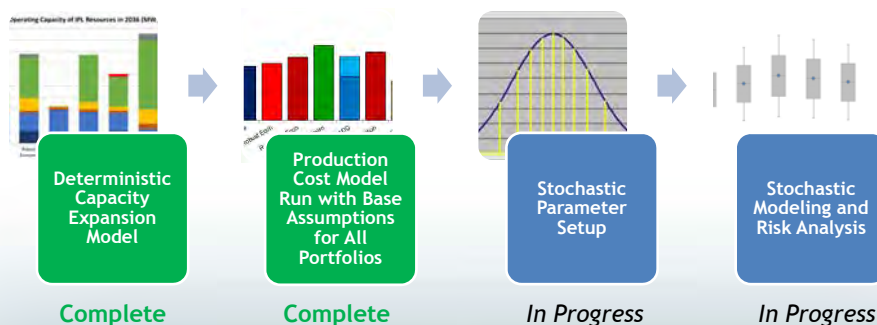 Operating Capacity of IPL Resources in 2036 (MW,
Deterministic
Capacity
Expansion
Model
Production
Cost Model
Run with Base
Assumptions
for All
Portfolios
Stochastic
Parameter
Setup
Stochastic
Modeling and
Risk Analysis
Complete
Complete
In Progress
In Progress